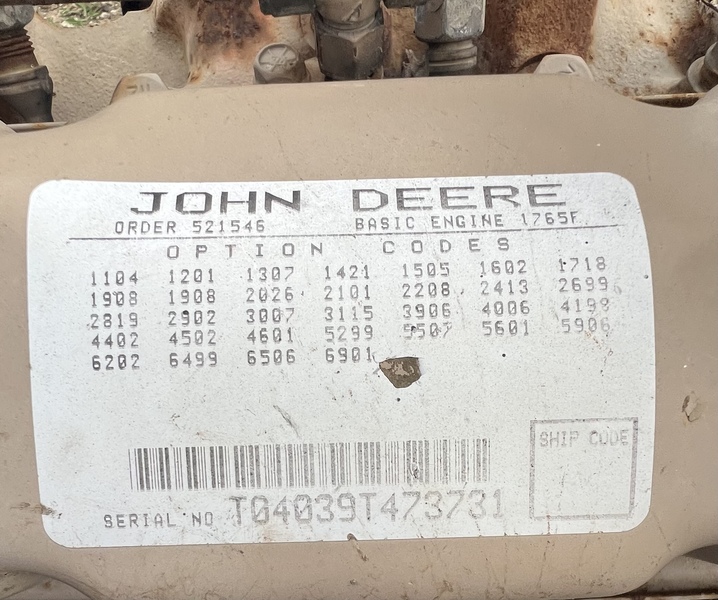 JOHN DEERE
ORDER 521546 BASIC ENGINE 1765F
OPTION CODES
1104 1201 1307 1421 1505 1602 1718
1908 1908 2026 2101 2208 2413 2699
2819 2902 3007 3115 3906 4006 4199
4402 4502 4601 5299 5507 5601 5906
6202 6499 6506 6901
SHIP CODE
SERIAL NO T04039T473731